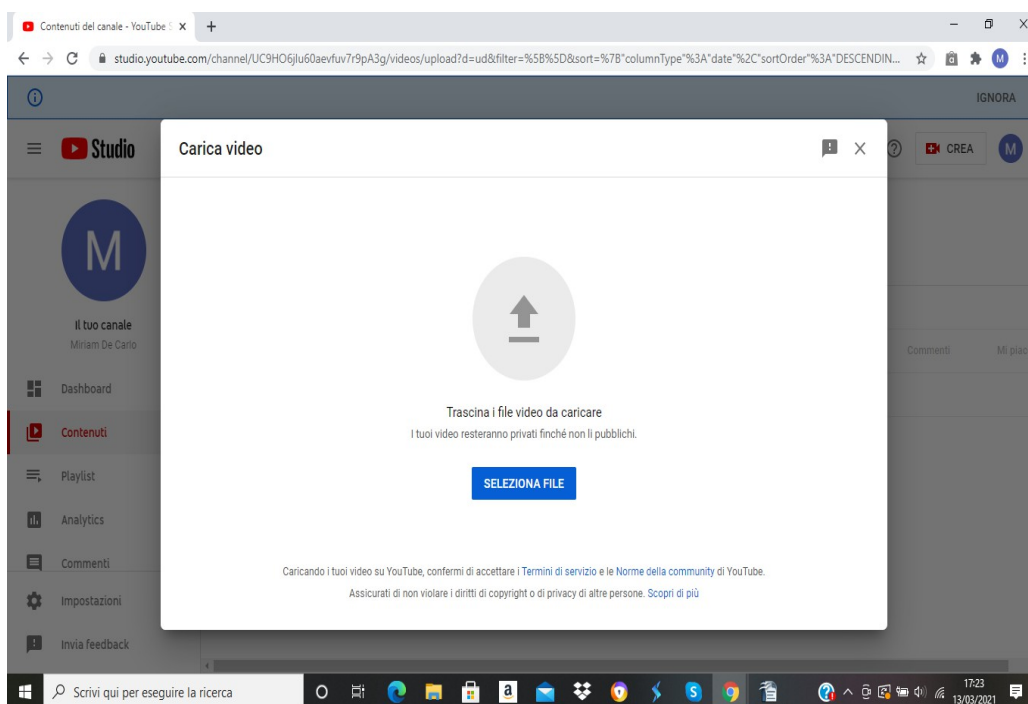 Contenuti del canale - YouTube S
studio.youtube.com/channel/UC9HO6jlu60aevfuv7r9pA3g/videos/upload?d=ud&filter=%5B%5D&sort=%7B"columnType"%3A"date"%2C"sortOrder"%3A"DESCENDIN...
M
IGNORA
Studio
Carica video
CREA
M
M
Il tuo canale
Miriam De Carlo
Commenti
Mi piac
Dashboard
Trascina i file video da caricare
Contenuti
I tuoi video resteranno privati finché non li pubblichi.
Playlist
SELEZIONA FILE
Analytics
Commenti
Caricando i tuoi video su YouTube, confermi di accettare i Termini di servizio e le Norme della community di YouTube.
Assicurati di non violare i diritti di copyright o di privacy di altre persone. Scopri di più
Impostazioni
Invia feedback
Scrivi qui per eseguire la ricerca
17:23
13/03/2021